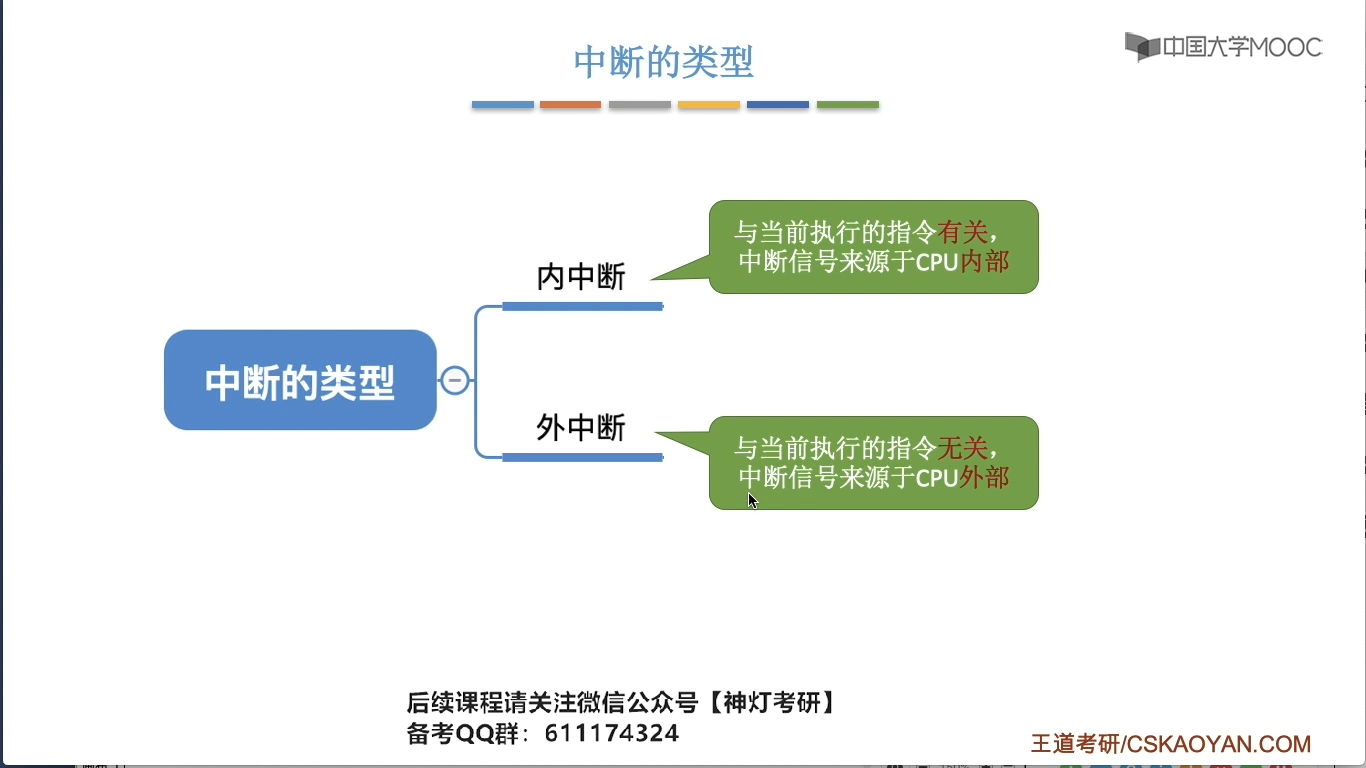 中断的类型
中国大学MOOC
与当前执行的指令有关，
中断信号来源于CPU内部
内中断
中断的类型
外中断
与当前执行的指令无关，
中断信号来源于CPU外部
后续课程请关注微信公众号【神灯考研】
备考QQ群：611174324
王道考研/CSKAOYAN.COM